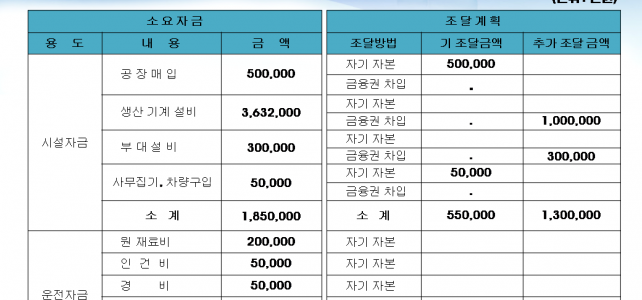 소 요 자 금 조 달 계 획
용 도 내 용 금 액 조달방법 기 조달금액 추가 조달 금액
시설자금 공 장 매 입 500,000 자기 자본 500,000
금융권 차입 .
생산 기계 설비 3,632,000 자기 자본
금융권 차입 . 1,000,000
부 대 설 비 300,000 자기 자본
금융권 차입 . 300,000
사무집기. 차량구입 50,000 자기 자본 50,000
금융권 차입 .
소 계 1,850,000 소 계 550,000 1,300,000
운전자금 원 재료비 200,000 자기 자본
인 건 비 50,000 자기 자본
경 비 50,000 자기 자본